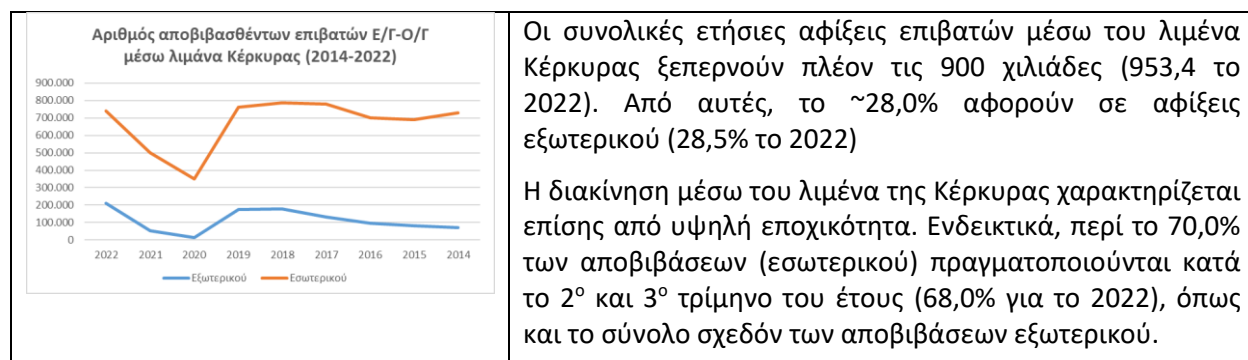 Αριθμός αποβιβασθέντων επιβατών Ε/Γ-Ο/Γ
μέσω λιμάνα Κέρκυρας (2014-2022)
900.000
800.000
700.000
600.000
500.000
400.000
300.000
200.000
100.000
0
2022 2021 2020 2019 2018 2017 2016 2015 2014
Εξωτερικού Εσωτερικού
Οι συνολικές ετήσιες αφίξεις επιβατών μέσω του λιμένα
Κέρκυρας ξεπερνούν πλέον τις 900 χιλιάδες (953,4 το
2022). Από αυτές, το ~28,0% αφορούν σε αφίξεις
εξωτερικού (28,5% το 2022)
Η διακίνηση μέσω του λιμένα της Κέρκυρας χαρακτηρίζεται
επίσης από υψηλή εποχικότητα. Ενδεικτικά, περί το 70,0%
των αποβιβάσεων (εσωτερικού) πραγματοποιούνται κατά
το 2ο και 3ο τρίμηνο του έτους (68,0% για το 2022), όπως
και το σύνολο σχεδόν των αποβιβάσεων εξωτερικού.